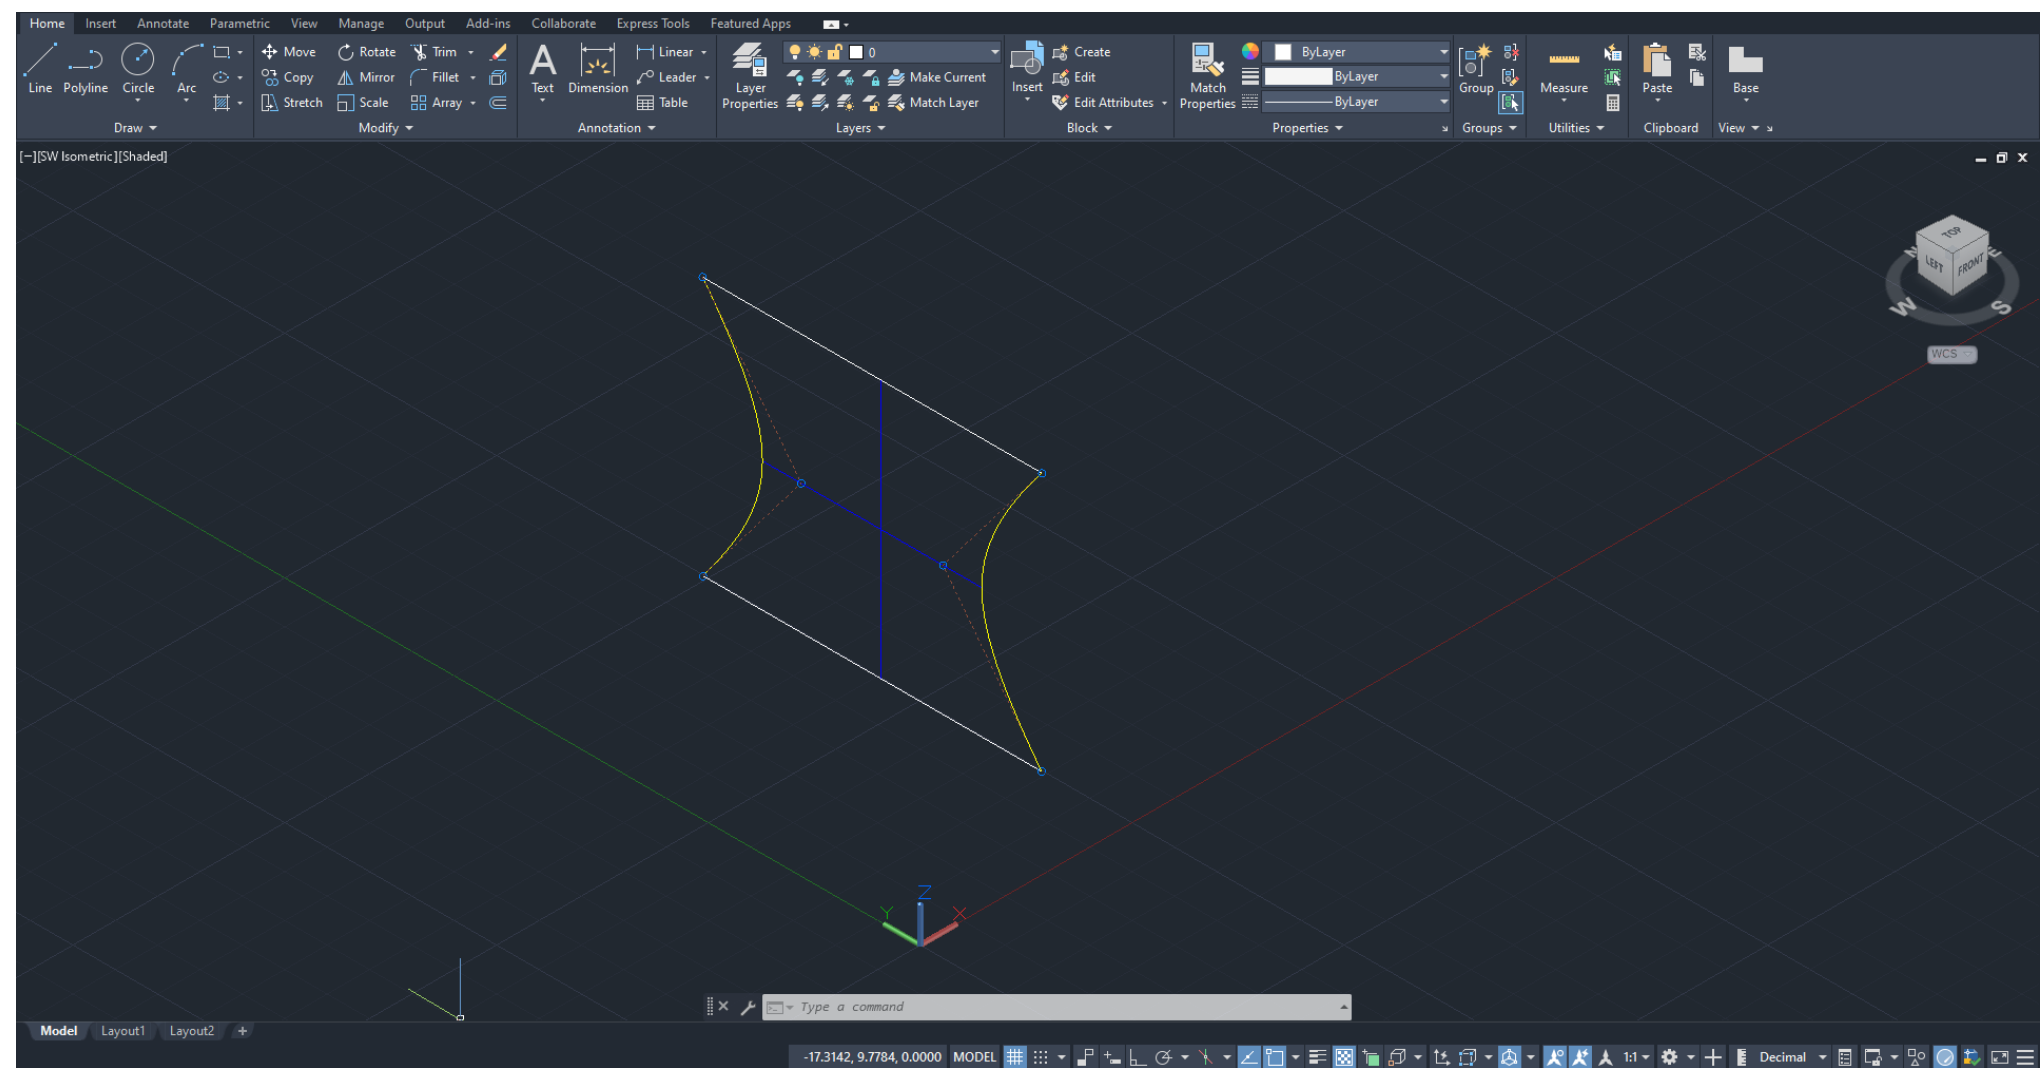 Home Insert Annotate Parametric View Manage Output Add-ins Collaborate Express Tools Featured Apps
Move Rotate Trim Linear 0 Create ByLayer
Line Polyline Circle Arc Copy Mirror Fillet Text Dimension Leader Layer Properties Make Current Insert Edit Match Properties ByLayer Group Measure Paste Base
Stretch Scale Array Table Match Layer Edit Attributes ByLayer
Draw Modify Annotation Layers Block Properties Groups Utilities Clipboard View
[−][SW Isometric][Shaded]
TOP
LEFT FRONT
N E
W S
WCS
Z
Y X
Type a command
Model Layout1 Layout2 +
-17.3142, 9.7784, 0.0000 MODEL 1:1 Decimal